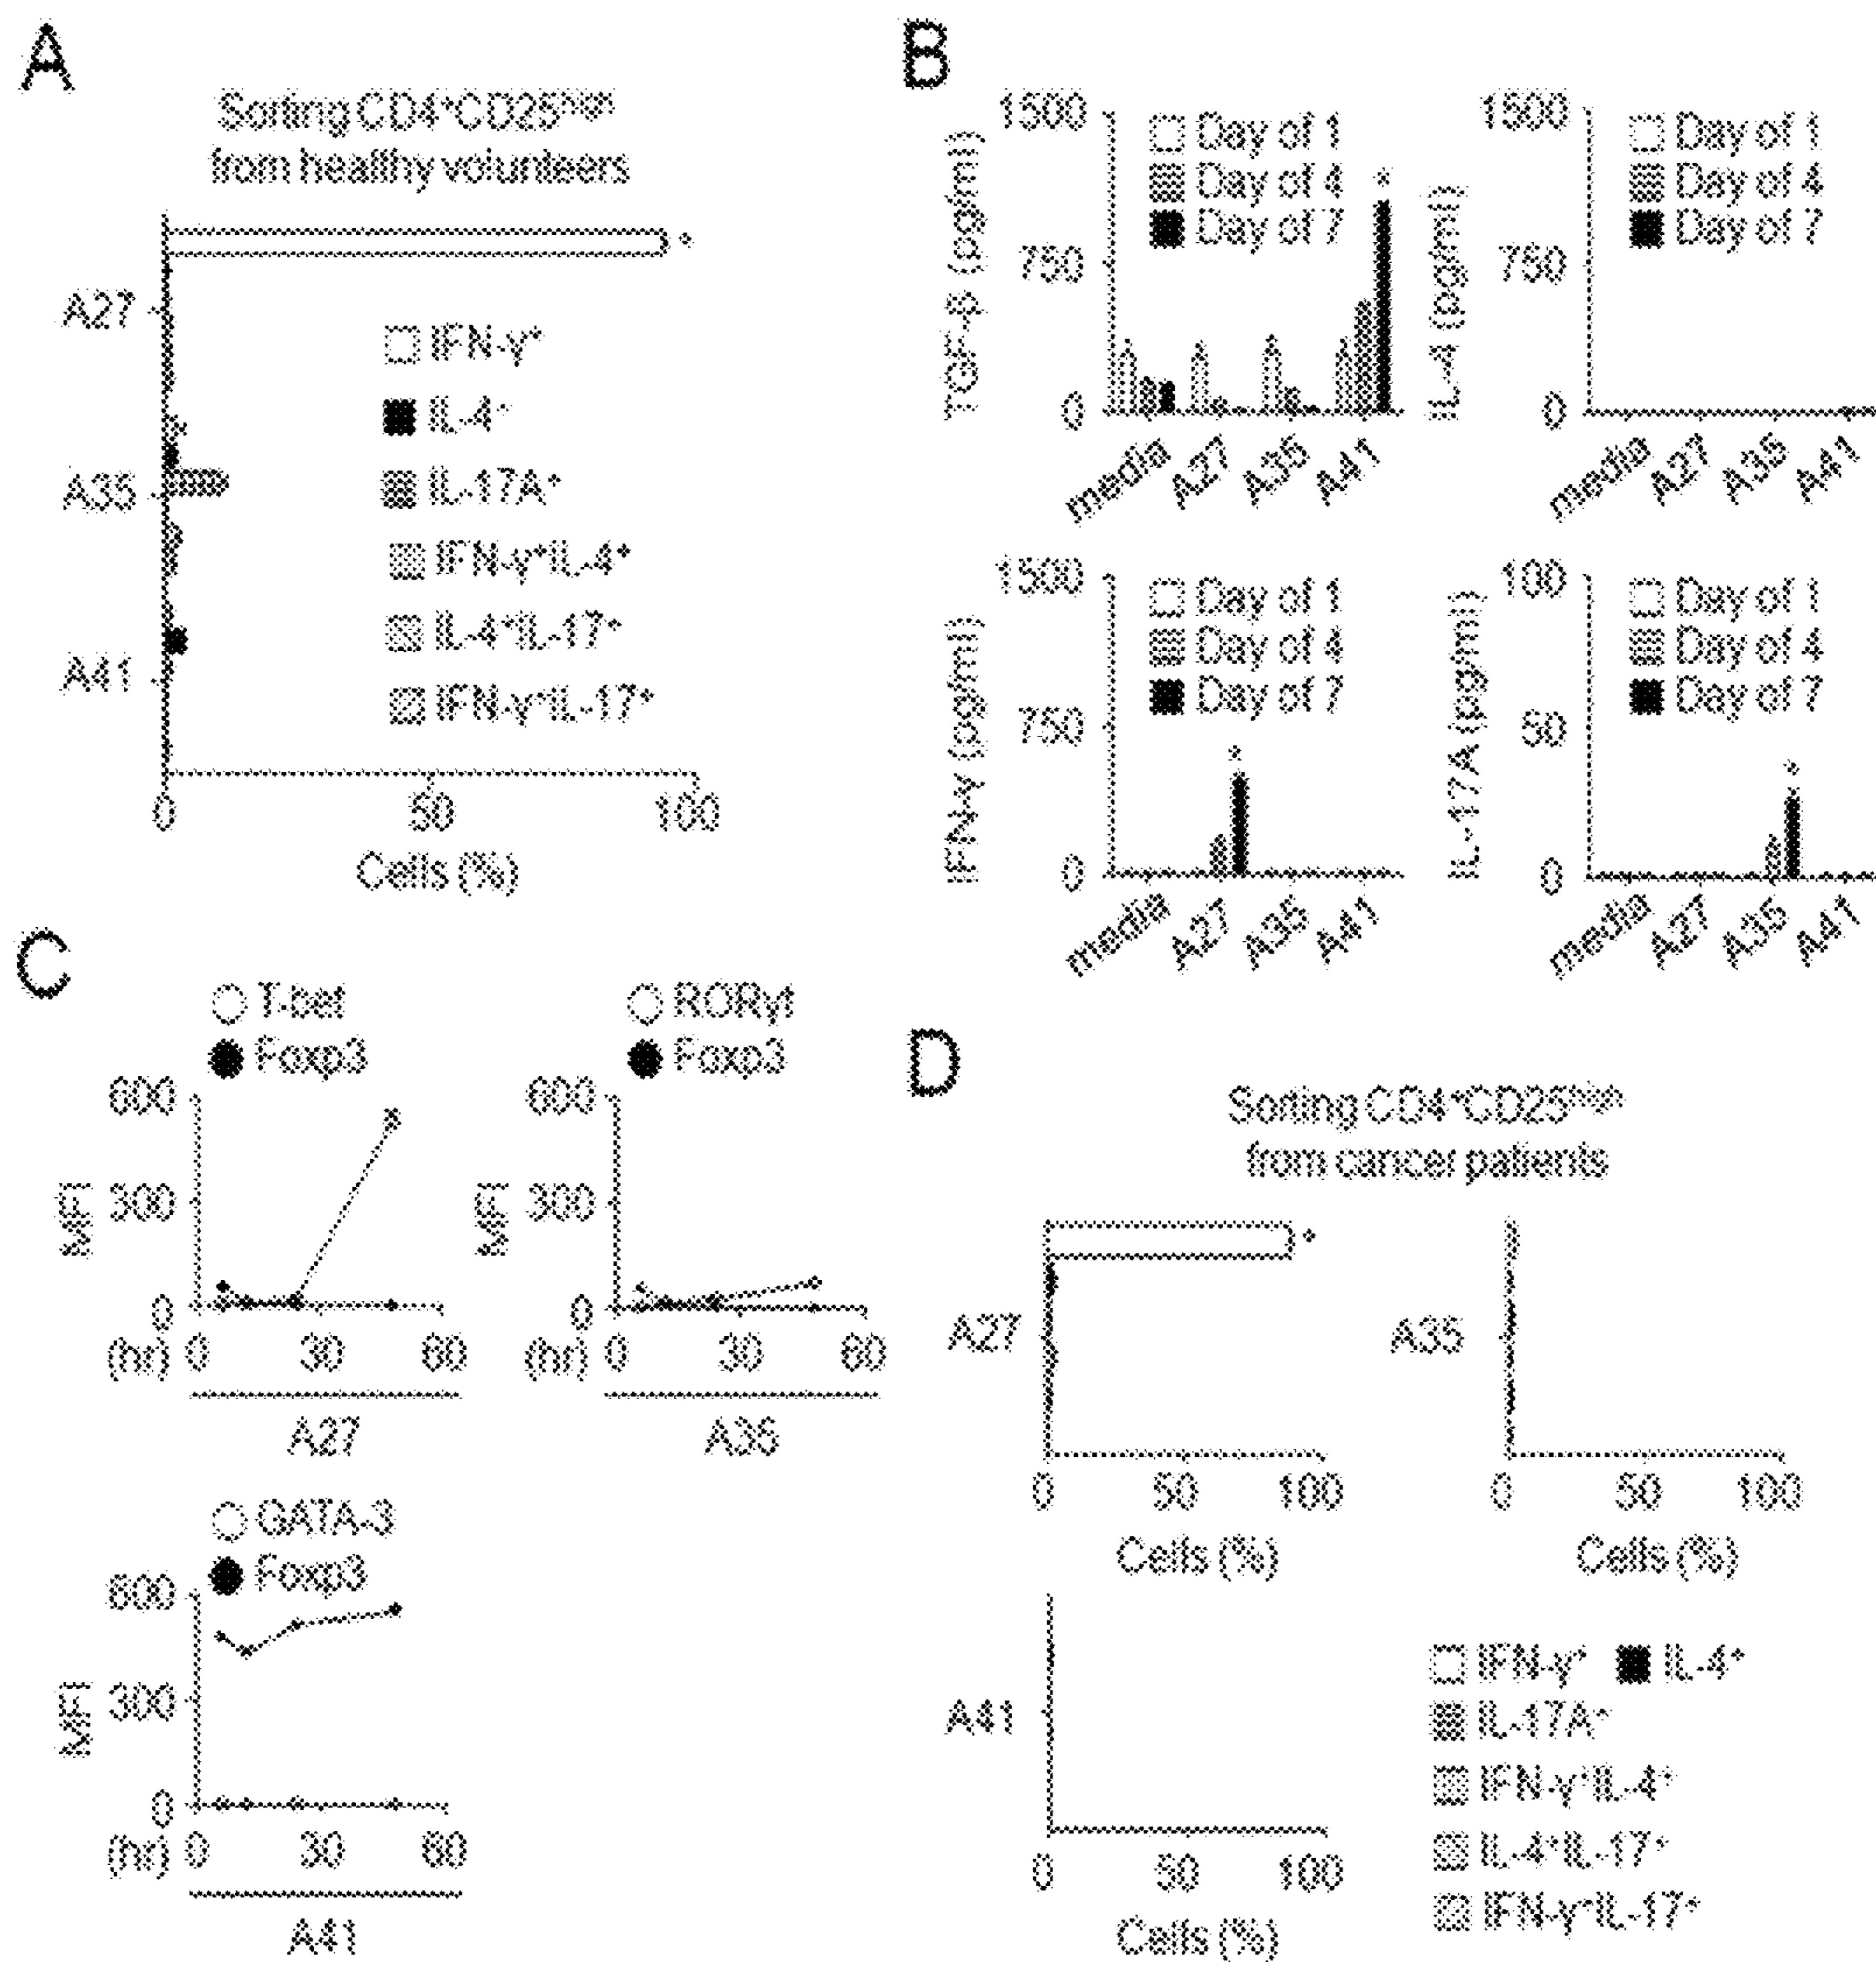 A
Sorting CD4⁺CD25ʰⁱᵍʰ
from healthy volunteers
A27
A35
A41
IFN-γ⁺
IL-4⁺
IL-17A⁺
IFN-γ⁺IL-4⁺
IL-4⁺IL-17⁺
IFN-γ⁺IL-17⁺
*
0 50 100
Cells (%)
B
TGF-β (pg/ml)
1500
750
0
Day of 1
Day of 4
Day of 7
*
media A27 A35 A41
IL-4 (pg/ml)
1500
750
0
Day of 1
Day of 4
Day of 7
media A27 A35 A41
IFN-γ (pg/ml)
1500
750
0
Day of 1
Day of 4
Day of 7
*
media A27 A35 A41
IL-17A (pg/ml)
100
50
0
Day of 1
Day of 4
Day of 7
*
media A27 A35 A41
C
T-bet
Foxp3
MFI
600
300
0
(hr) 0 30 60
A27
RORγt
Foxp3
MFI
600
300
0
(hr) 0 30 60
A35
GATA-3
Foxp3
MFI
600
300
0
(hr) 0 30 60
A41
D
Sorting CD4⁺CD25ʰⁱᵍʰ
from cancer patients
A27
*
0 50 100
Cells (%)
A35
0 50 100
Cells (%)
A41
0 50 100
Cells (%)
IFN-γ⁺ IL-4⁺
IL-17A⁺
IFN-γ⁺IL-4⁺
IL-4⁺IL-17⁺
IFN-γ⁺IL-17⁺